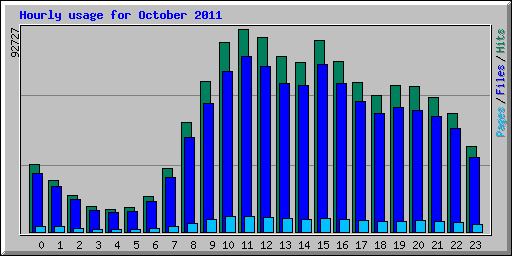 Hourly usage for October 2011
92727
Pages/Files/Hits
0 1 2 3 4 5 6 7 8 9 10 11 12 13 14 15 16 17 18 19 20 21 22 23